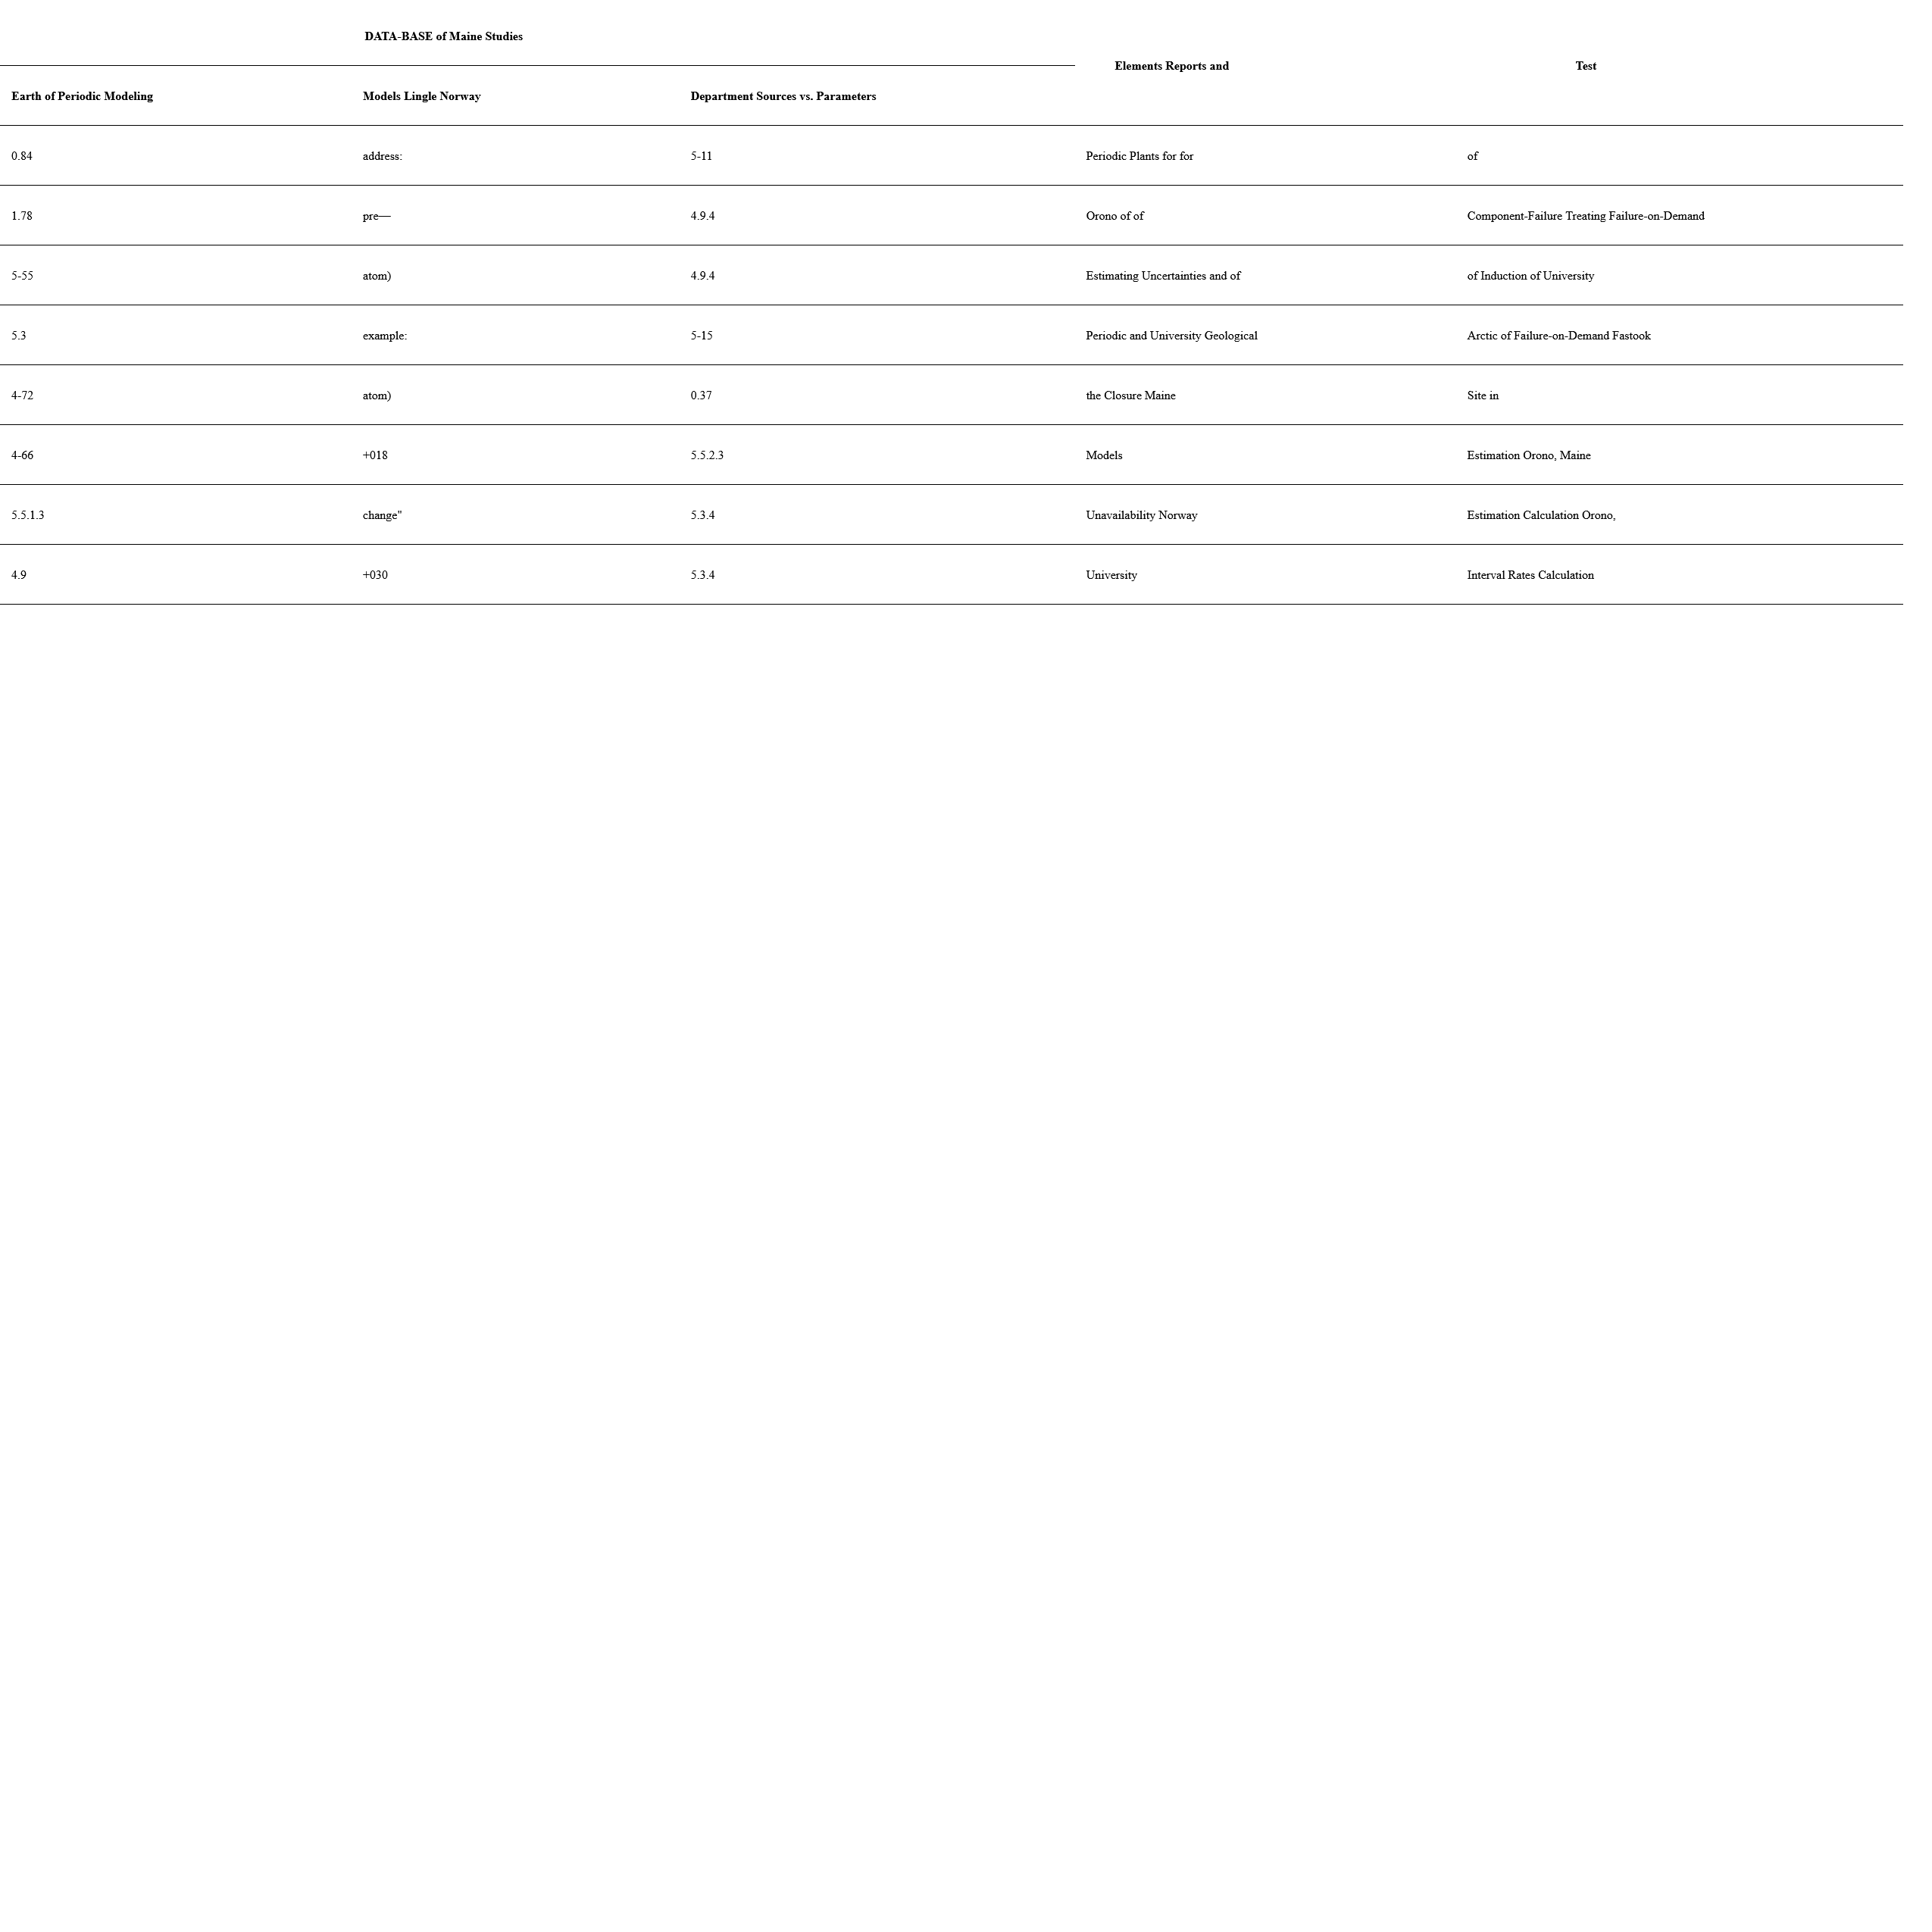 DATA-BASE of Maine Studies Elements Reports and Test
Earth of Periodic Modeling Models Lingle Norway Department Sources vs. Parameters
0.84 address: 5-11 Periodic Plants for for of
1.78 pre— 4.9.4 Orono of of Component-Failure Treating Failure-on-Demand
5-55 atom) 4.9.4 Estimating Uncertainties and of of Induction of University
5.3 example: 5-15 Periodic and University Geological Arctic of Failure-on-Demand Fastook
4-72 atom) 0.37 the Closure Maine Site in
4-66 +018 5.5.2.3 Models Estimation Orono, Maine
5.5.1.3 change" 5.3.4 Unavailability Norway Estimation Calculation Orono,
4.9 +030 5.3.4 University Interval Rates Calculation